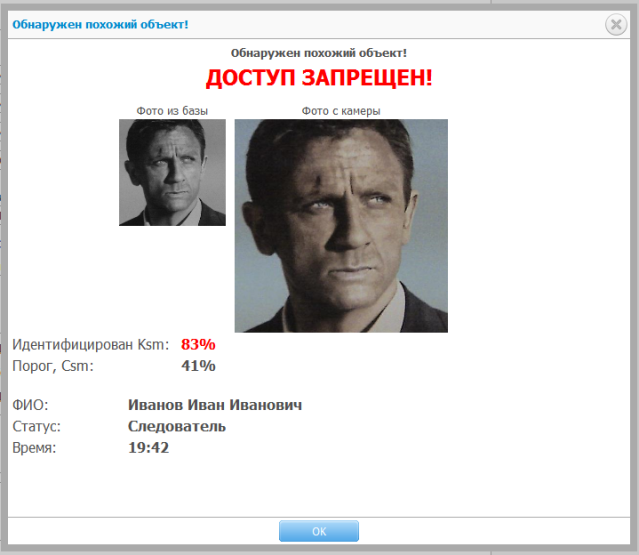 Обнаружен похожий объект!
Обнаружен похожий объект!
ДОСТУП ЗАПРЕЩЕН!
Фото из базы Фото с камеры
Идентифицирован Ksm: 83%
Порог, Csm: 41%
ФИО: Иванов Иван Иванович
Статус: Следователь
Время: 19:42
ОК